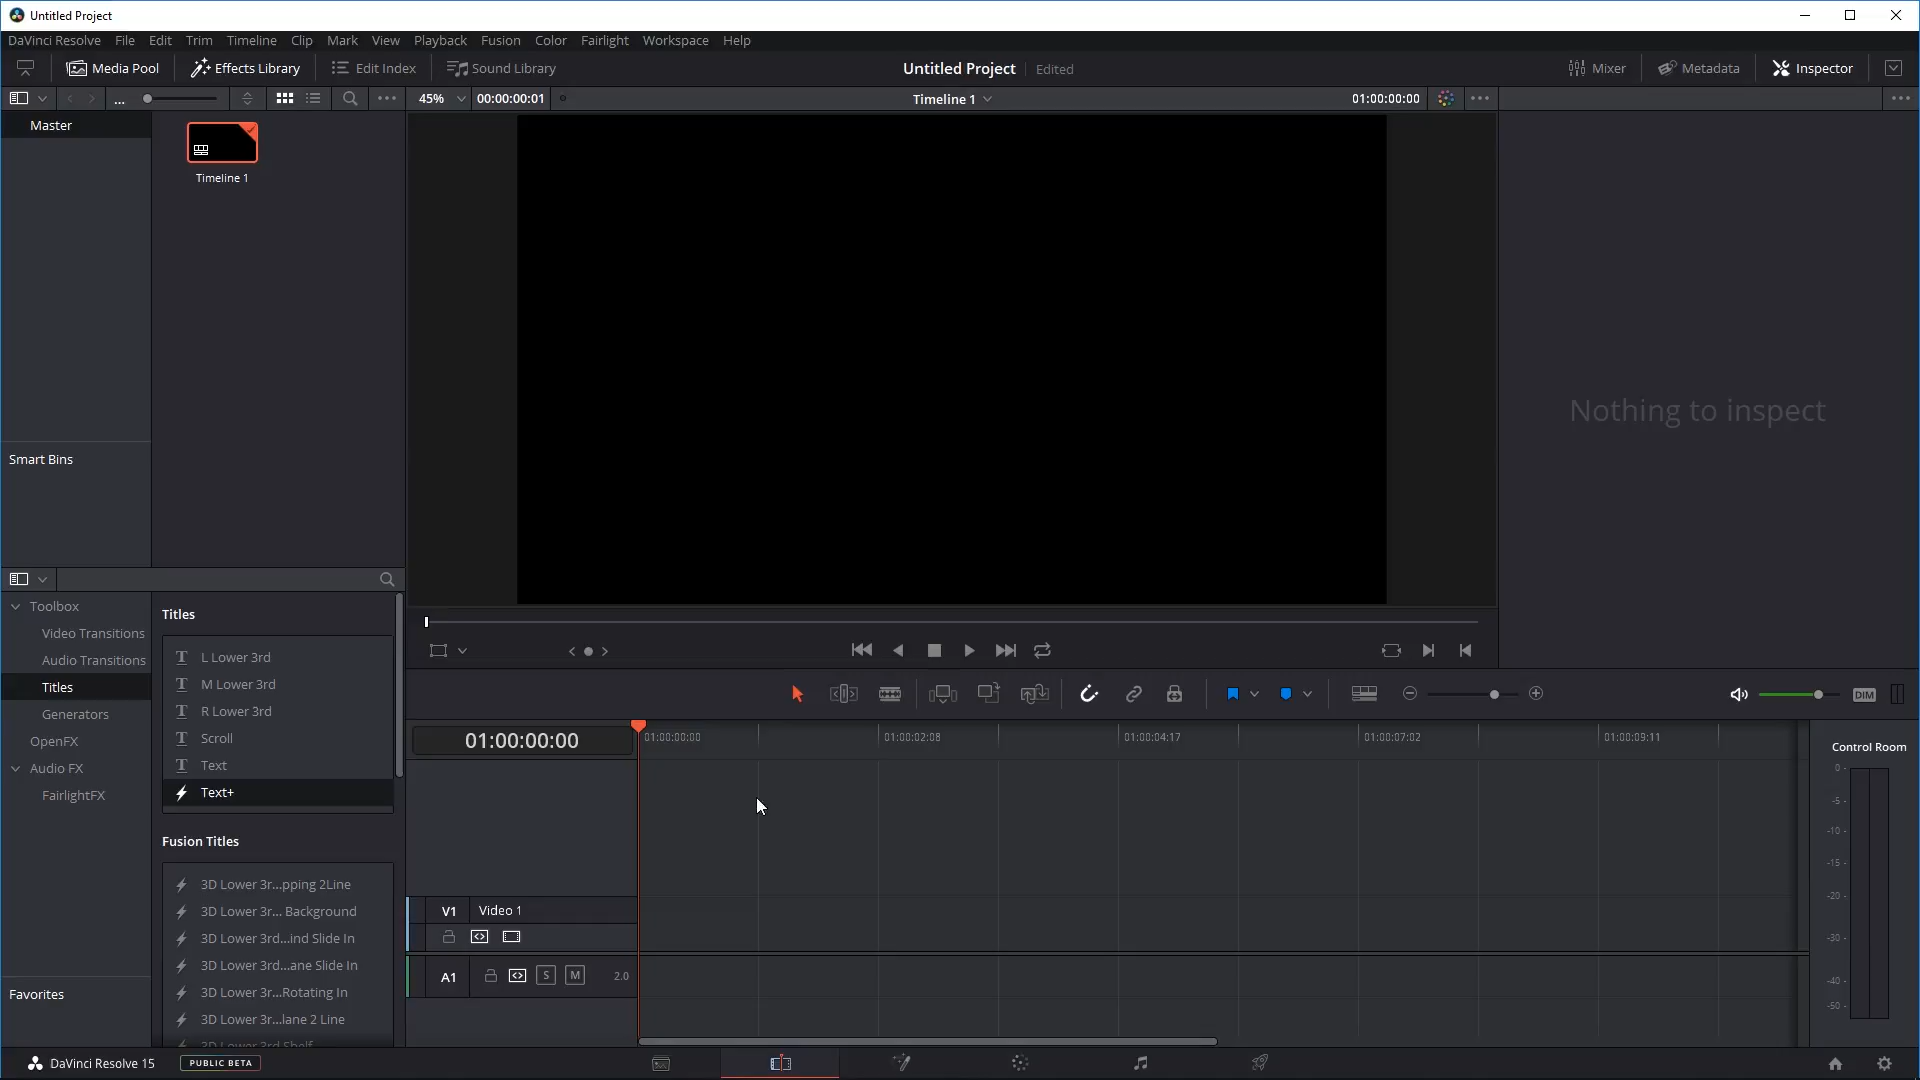 Untitled Project
DaVinci Resolve File Edit Trim Timeline Clip Mark View Playback Fusion Color Fairlight Workspace Help
Media Pool Effects Library Edit Index Sound Library Untitled Project Edited Mixer Metadata Inspector
... 45% 00:00:00:01 Timeline 1 01:00:00:00
Master
Timeline 1
Nothing to inspect
Smart Bins
Toolbox
Video Transitions
Audio Transitions
Titles
Generators
OpenFX
Audio FX
FairlightFX
Favorites
Titles
L Lower 3rd
M Lower 3rd
R Lower 3rd
Scroll
Text
Text+
Fusion Titles
3D Lower 3r...pping 2Line
3D Lower 3r... Background
3D Lower 3rd...ind Slide In
3D Lower 3rd...ane Slide In
3D Lower 3r...Rotating In
3D Lower 3r...lane 2 Line
3D Lower 3rd Shelf
DIM
01:00:00:00
01:00:00:00 01:00:02:08 01:00:04:17 01:00:07:02 01:00:09:11
V1 Video 1
A1 S M 2.0
Control Room
0 -
-5 -
-10 -
-15 -
-20 -
-30 -
-40 -
-50 -
DaVinci Resolve 15 PUBLIC BETA